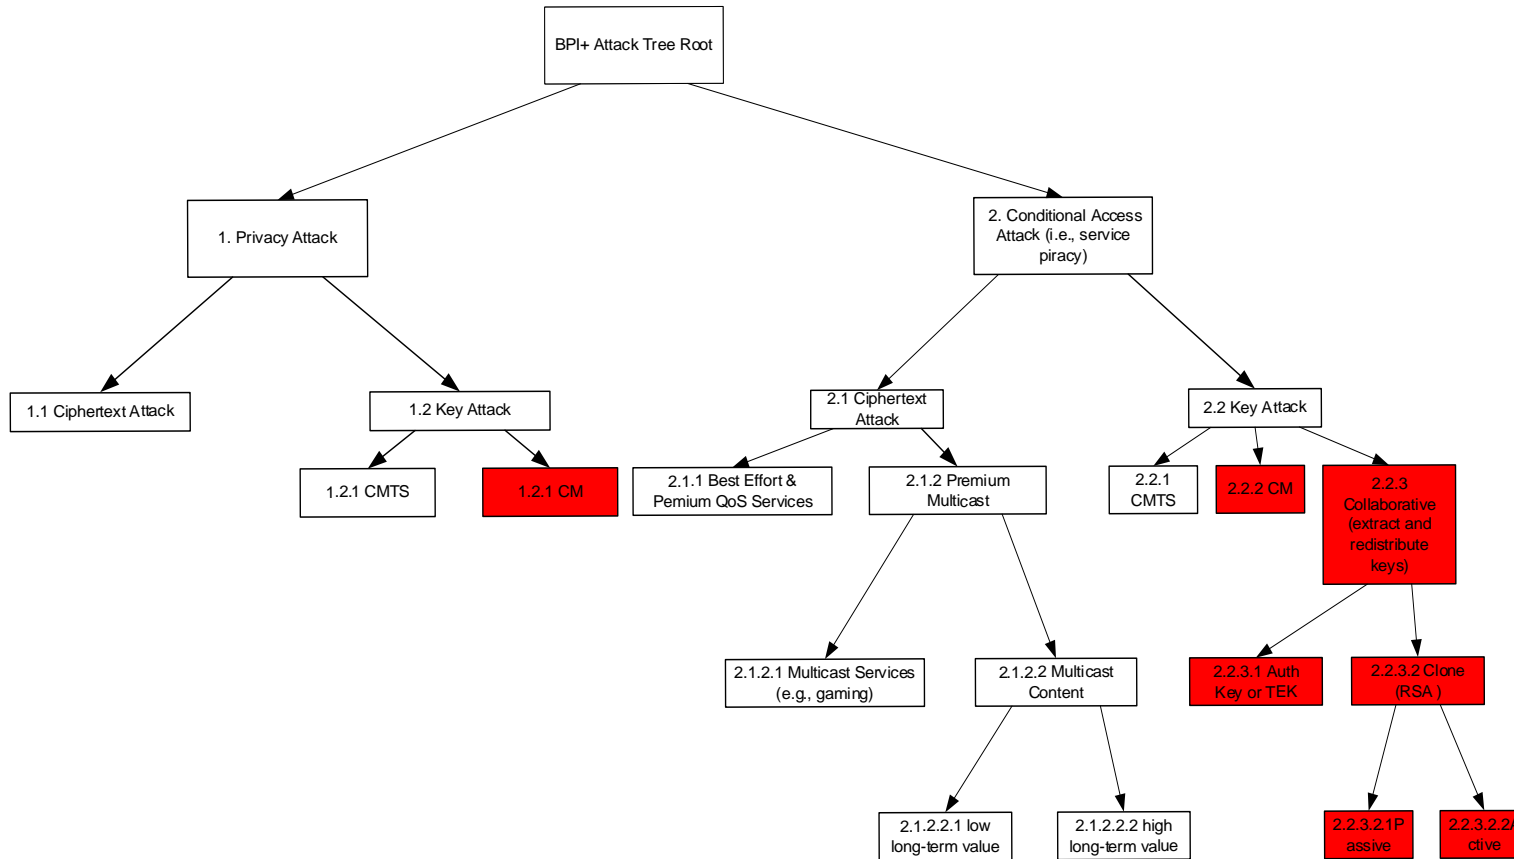 BPI+ Attack Tree Root
1. Privacy Attack
2. Conditional Access
Attack (i.e., service
piracy)
1.1 Ciphertext Attack
1.2 Key Attack
2.1 Ciphertext
Attack
2.2 Key Attack
1.2.1 CMTS
1.2.1 CM
2.1.1 Best Effort &
Pemium QoS Services
2.1.2 Premium
Multicast
2.2.1
CMTS
2.2.2 CM
2.2.3
Collaborative
(extract and
redistribute
keys)
2.1.2.1 Multicast Services
(e.g., gaming)
2.1.2.2 Multicast
Content
2.2.3.1 Auth
Key or TEK
2.2.3.2 Clone
(RSA )
2.1.2.2.1 low
long-term value
2.1.2.2.2 high
long-term value
2.2.3.2.1P
assive
2.2.3.2.2A
ctive